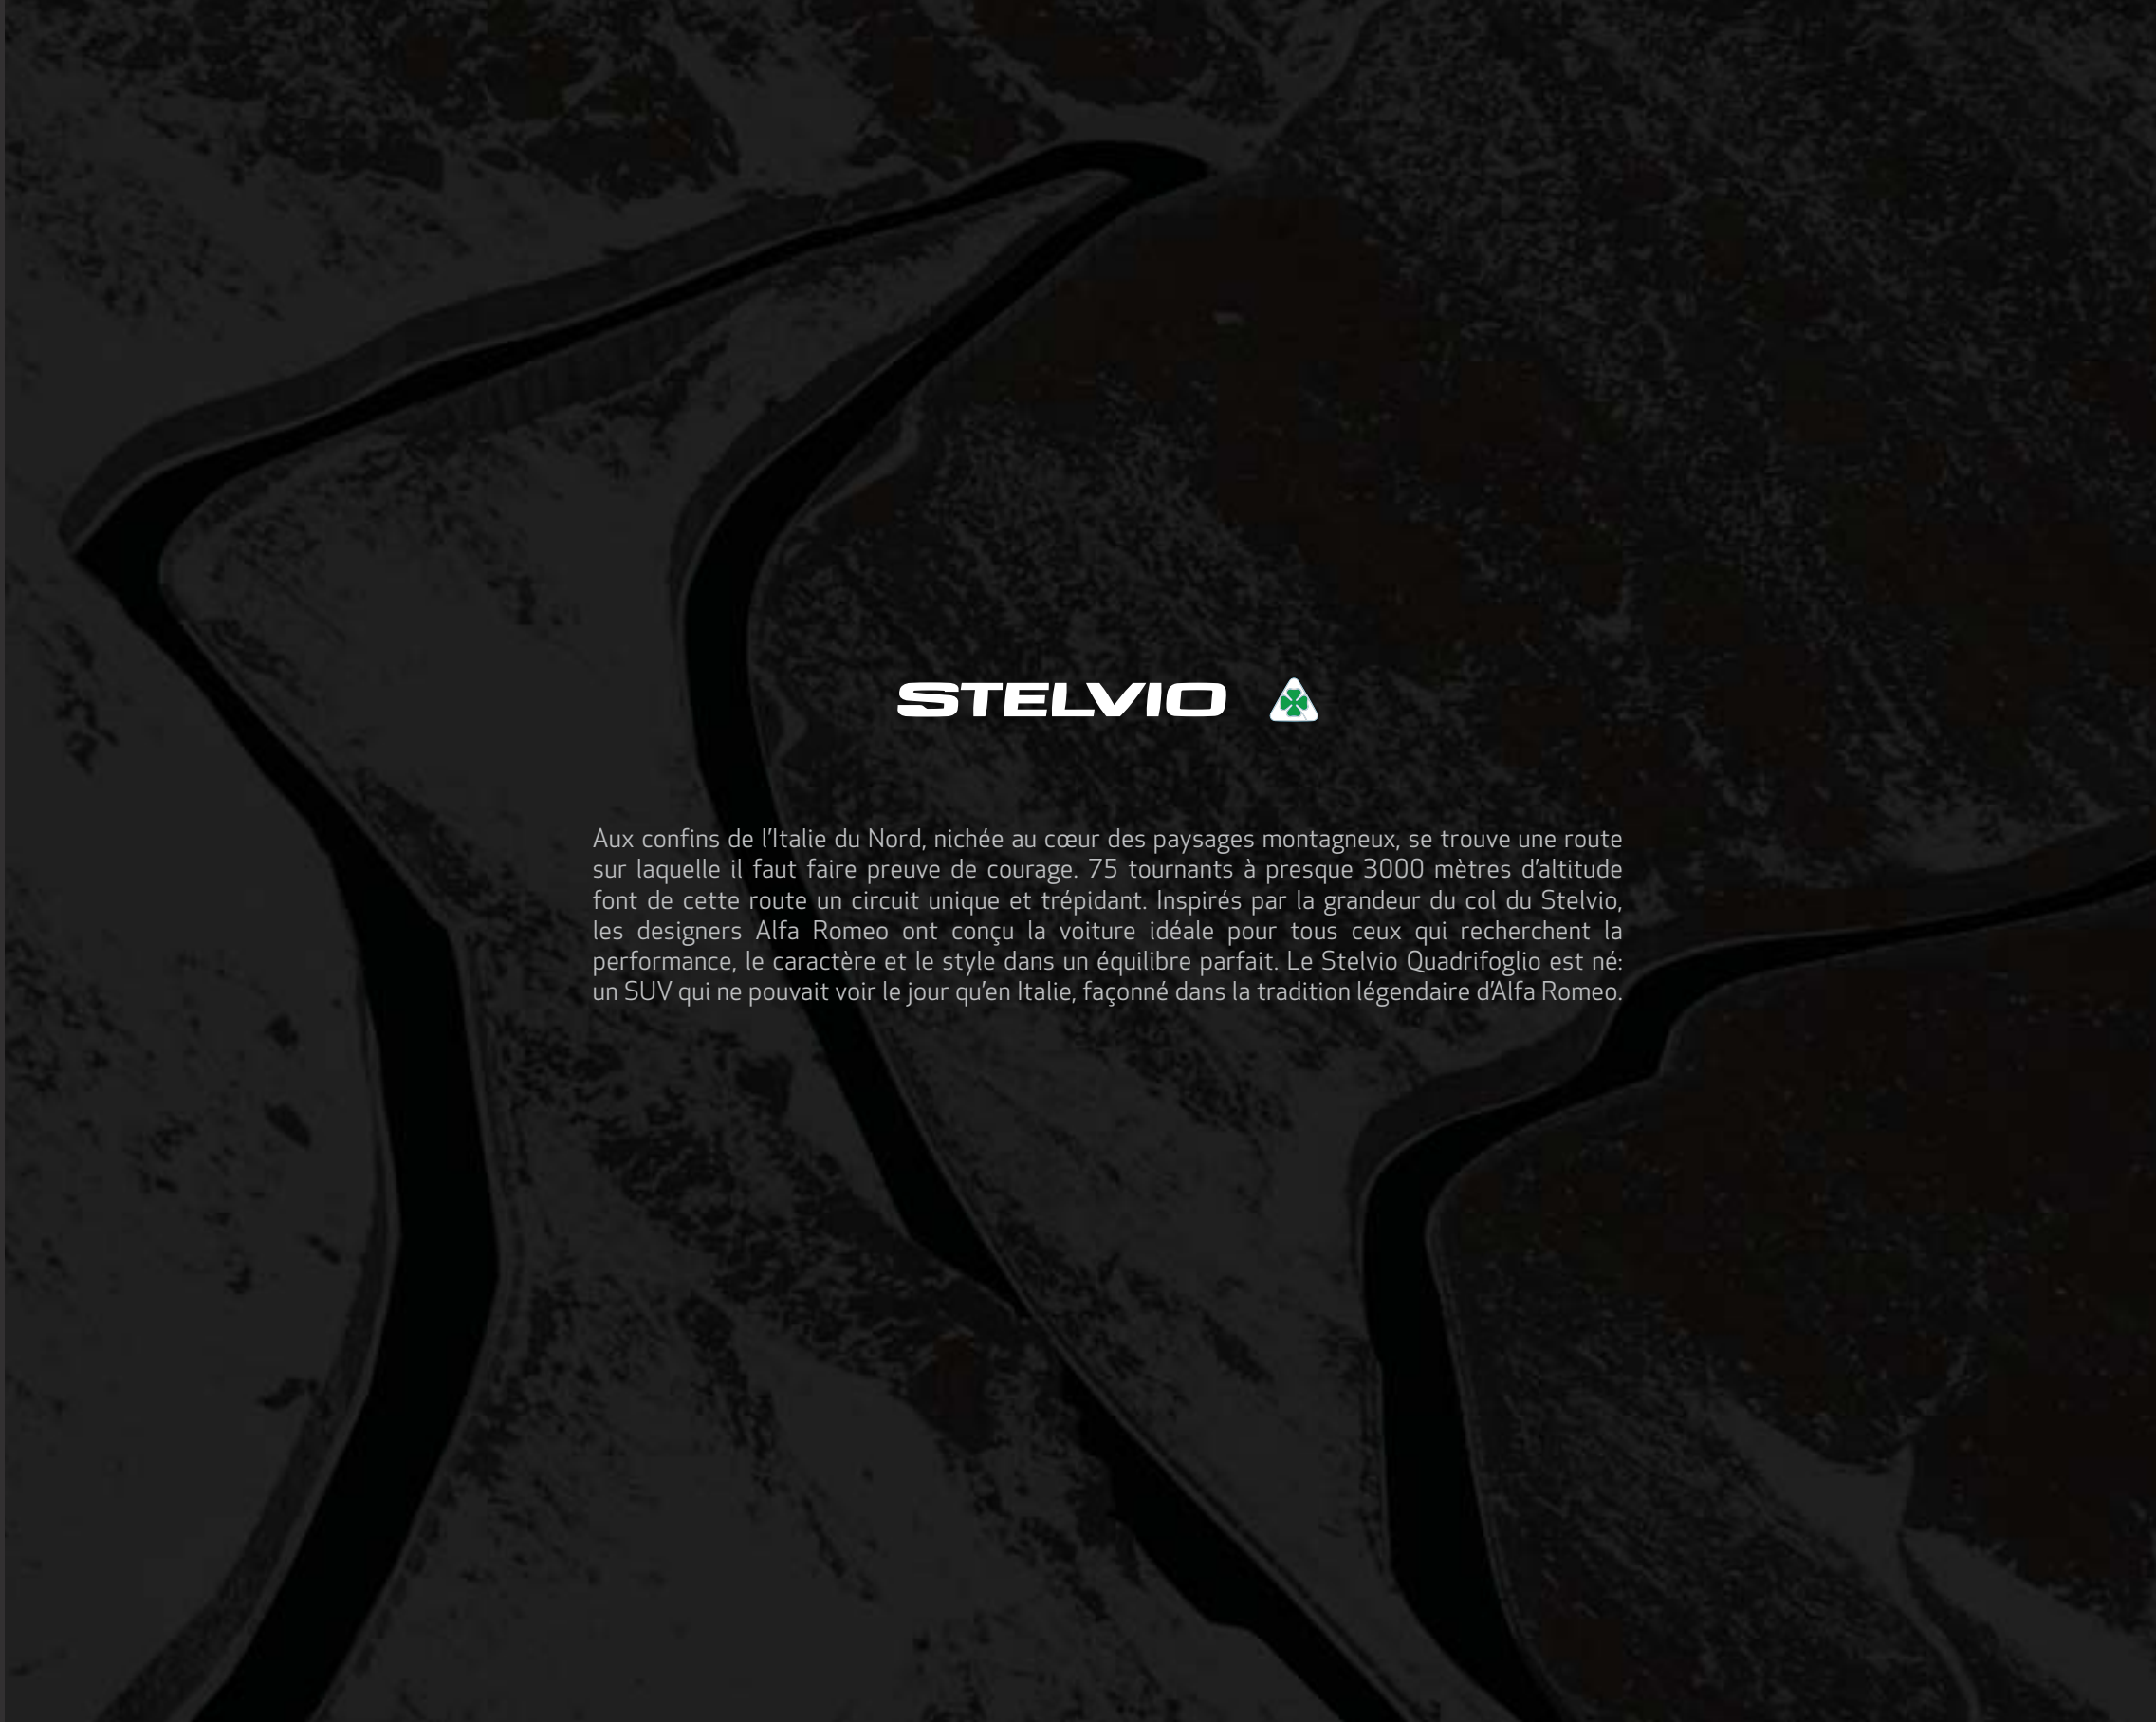 STELVIO
Aux confins de l’Italie du Nord, nichée au cœur des paysages montagneux, se trouve une route
sur laquelle il faut faire preuve de courage. 75 tournants à presque 3000 mètres d’altitude
font de cette route un circuit unique et trépidant. Inspirés par la grandeur du col du Stelvio,
les designers Alfa Romeo ont conçu la voiture idéale pour tous ceux qui recherchent la
performance, le caractère et le style dans un équilibre parfait. Le Stelvio Quadrifoglio est né:
un SUV qui ne pouvait voir le jour qu’en Italie, façonné dans la tradition légendaire d’Alfa Romeo.